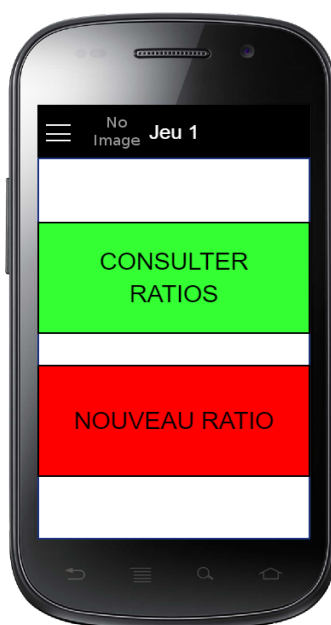 No
Image
Jeu 1
CONSULTER
RATIOS
NOUVEAU RATIO